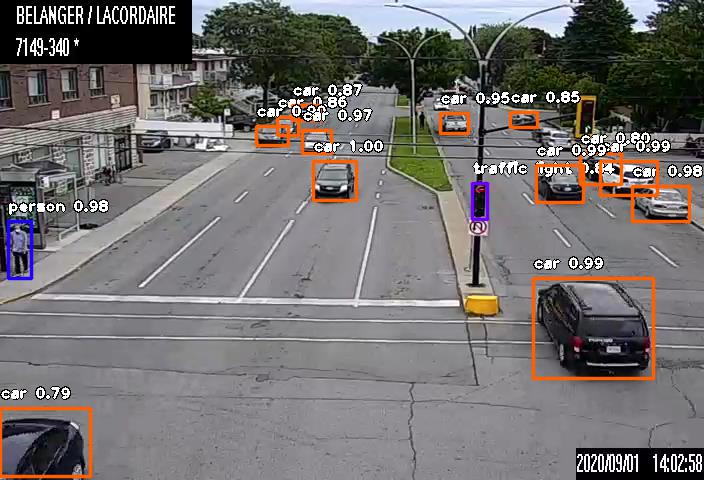 BELANGER / LACORDAIRE
7149-340 *
car 0.87
car 0.86
car 0.97
car 0.95
car 0.85
car 1.00
car 0.80
car 0.99
car 0.99
traffic light 0.84
car 0.98
person 0.98
car 0.99
car 0.79
2020/09/01 14:02:58